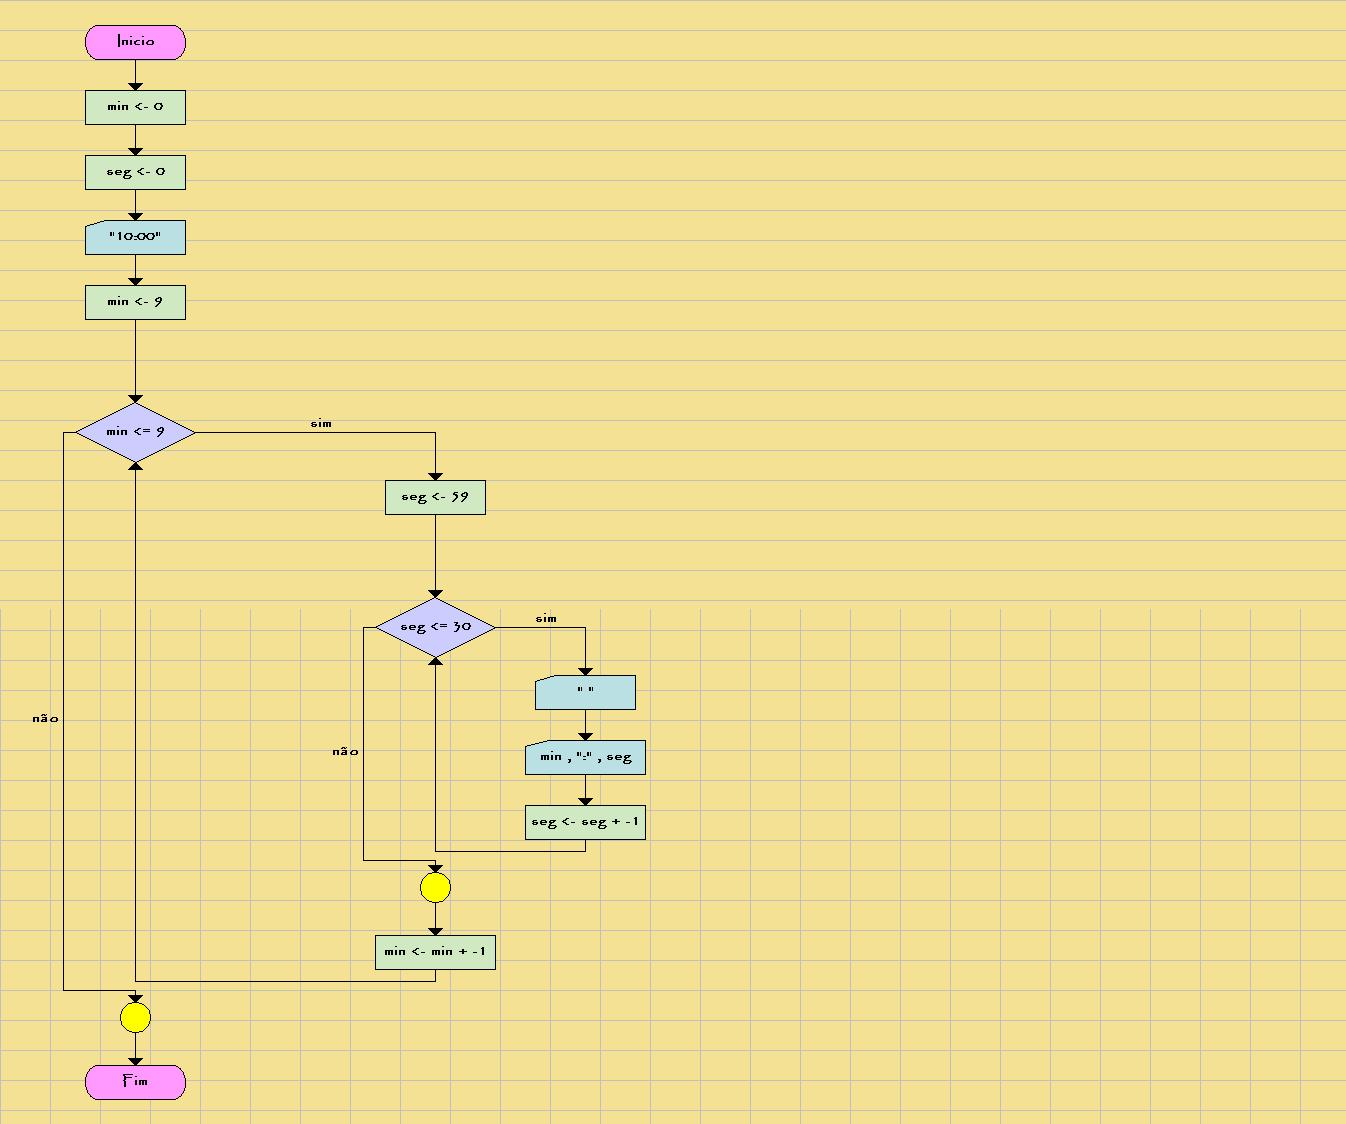 Inicio
min <- 0
seg <- 0
"10:00"
min <- 9
min <= 9
sim
seg <- 59
seg <= 30
sim
" "
não
não
min , ":" , seg
seg <- seg + -1
min <- min + -1
Fim